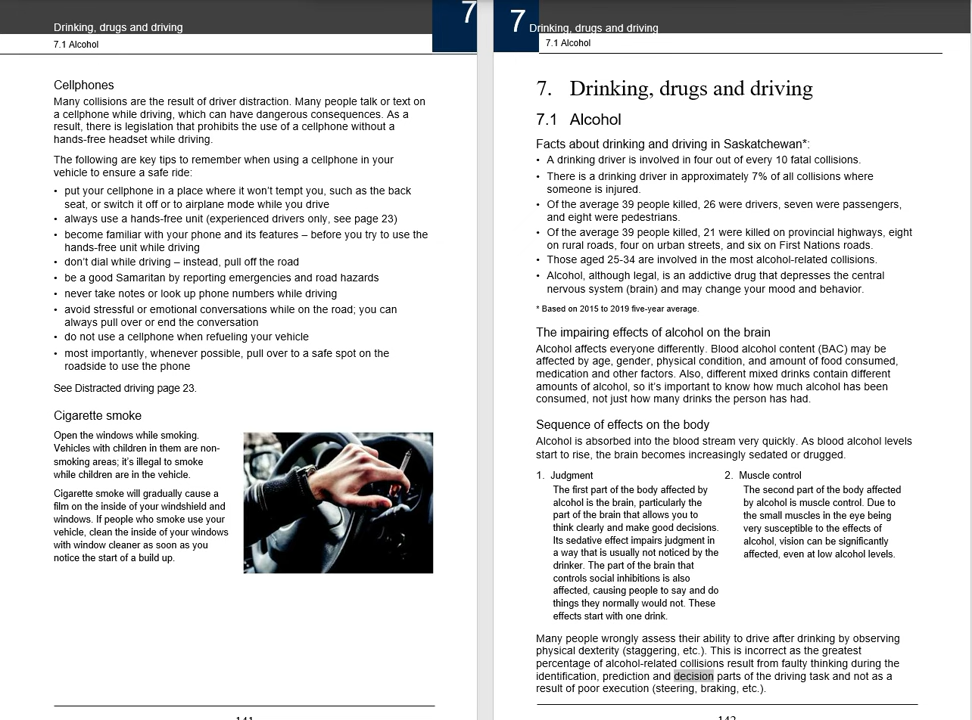 Drinking, drugs and driving
7
7.1 Alcohol
Cellphones
Many collisions are the result of driver distraction. Many people talk or text on
a cellphone while driving, which can have dangerous consequences. As a
result, there is legislation that prohibits the use of a cellphone without a
hands-free headset while driving.
The following are key tips to remember when using a cellphone in your
vehicle to ensure a safe ride:
• put your cellphone in a place where it won't tempt you, such as the back
seat, or switch it off or to airplane mode while you drive
• always use a hands-free unit (experienced drivers only, see page 23)
• become familiar with your phone and its features – before you try to use the
hands-free unit while driving
• don't dial while driving – instead, pull off the road
• be a good Samaritan by reporting emergencies and road hazards
• never take notes or look up phone numbers while driving
• avoid stressful or emotional conversations while on the road; you can
always pull over or end the conversation
• do not use a cellphone when refueling your vehicle
• most importantly, whenever possible, pull over to a safe spot on the
roadside to use the phone
See Distracted driving page 23.
Cigarette smoke
Open the windows while smoking.
Vehicles with children in them are non-
smoking areas; it's illegal to smoke
while children are in the vehicle.
Cigarette smoke will gradually cause a
film on the inside of your windshield and
windows. If people who smoke use your
vehicle, clean the inside of your windows
with window cleaner as soon as you
notice the start of a build up.
141
7 Drinking, drugs and driving
7.1 Alcohol
7. Drinking, drugs and driving
7.1 Alcohol
Facts about drinking and driving in Saskatchewan*:
• A drinking driver is involved in four out of every 10 fatal collisions.
• There is a drinking driver in approximately 7% of all collisions where
someone is injured.
• Of the average 39 people killed, 26 were drivers, seven were passengers,
and eight were pedestrians.
• Of the average 39 people killed, 21 were killed on provincial highways, eight
on rural roads, four on urban streets, and six on First Nations roads.
• Those aged 25-34 are involved in the most alcohol-related collisions.
• Alcohol, although legal, is an addictive drug that depresses the central
nervous system (brain) and may change your mood and behavior.
* Based on 2015 to 2019 five-year average.
The impairing effects of alcohol on the brain
Alcohol affects everyone differently. Blood alcohol content (BAC) may be
affected by age, gender, physical condition, and amount of food consumed,
medication and other factors. Also, different mixed drinks contain different
amounts of alcohol, so it's important to know how much alcohol has been
consumed, not just how many drinks the person has had.
Sequence of effects on the body
Alcohol is absorbed into the blood stream very quickly. As blood alcohol levels
start to rise, the brain becomes increasingly sedated or drugged.
1. Judgment
The first part of the body affected by
alcohol is the brain, particularly the
part of the brain that allows you to
think clearly and make good decisions.
Its sedative effect impairs judgment in
a way that is usually not noticed by the
drinker. The part of the brain that
controls social inhibitions is also
affected, causing people to say and do
things they normally would not. These
effects start with one drink.
2. Muscle control
The second part of the body affected
by alcohol is muscle control. Due to
the small muscles in the eye being
very susceptible to the effects of
alcohol, vision can be significantly
affected, even at low alcohol levels.
Many people wrongly assess their ability to drive after drinking by observing
physical dexterity (staggering, etc.). This is incorrect as the greatest
percentage of alcohol-related collisions result from faulty thinking during the
identification, prediction and decision parts of the driving task and not as a
result of poor execution (steering, braking, etc.).